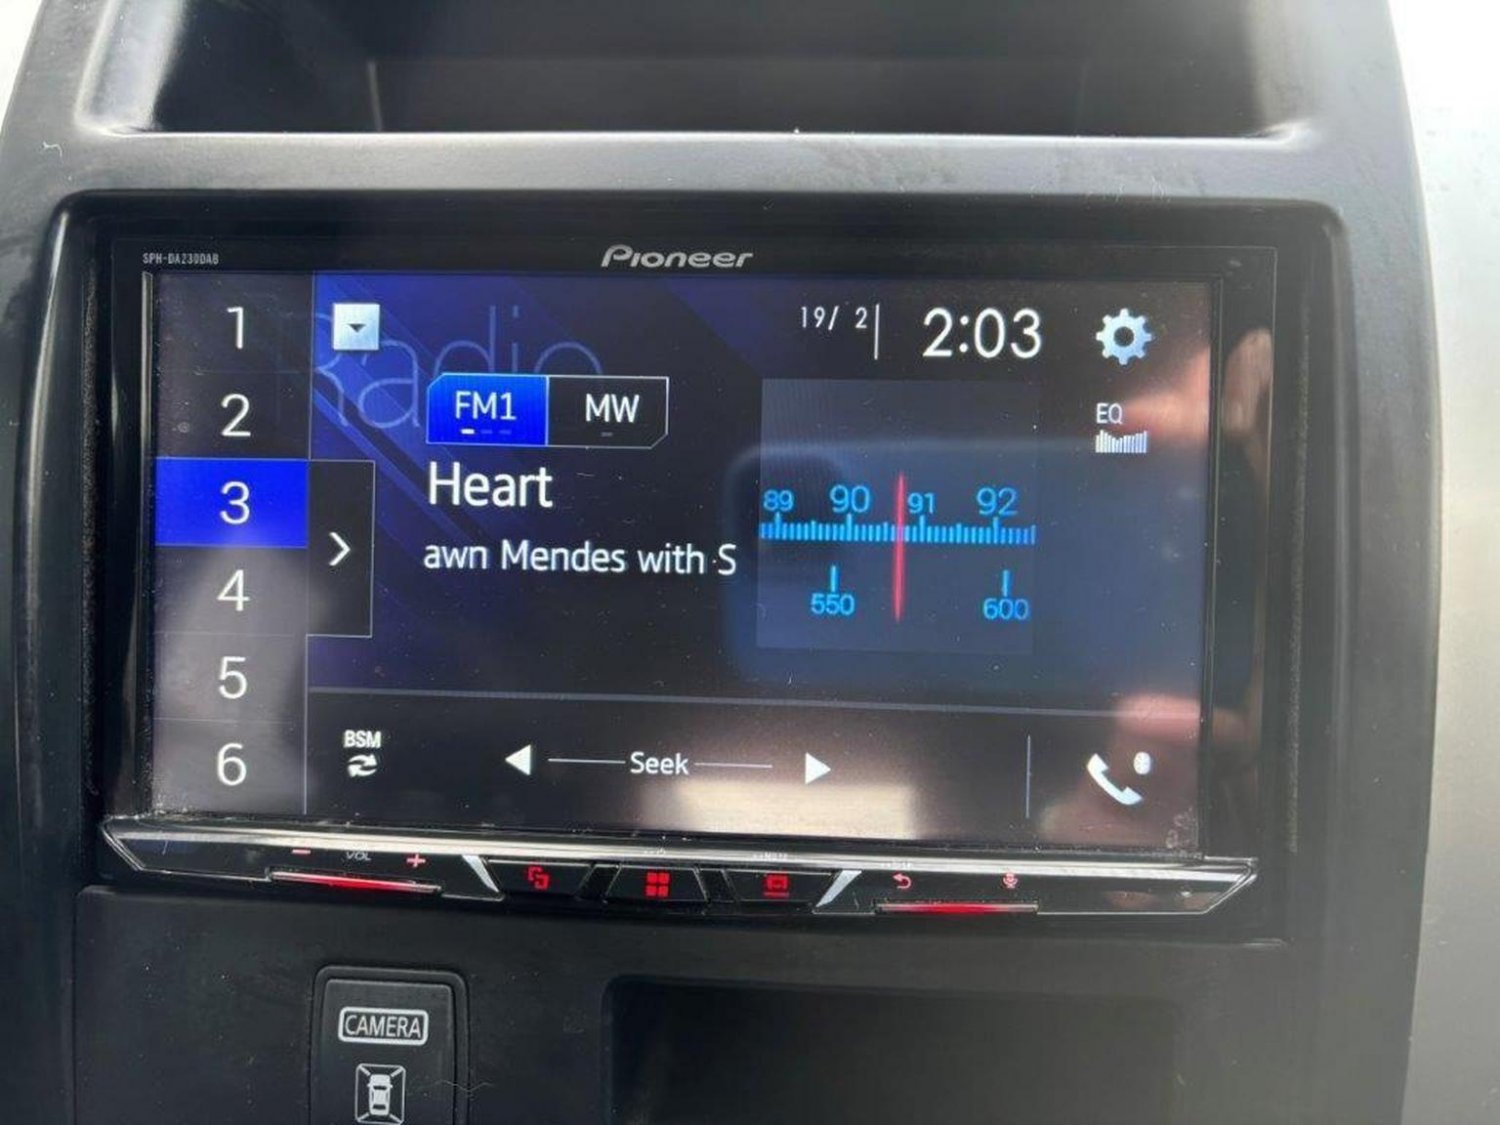 SPH-DA230DAB
Pioneer
1
2
3
4
5
6
Radio
19/ 2
2:03
FM1
MW
EQ
Heart
awn Mendes with S
89 90 91 92
550 600
BSM
Seek
VOL
CAMERA